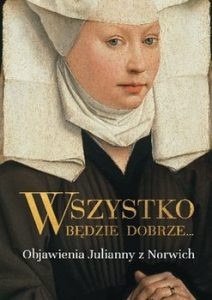 WSZYSTKO
BĘDZIE DOBRZE...
Objawienia Julianny z Norwich